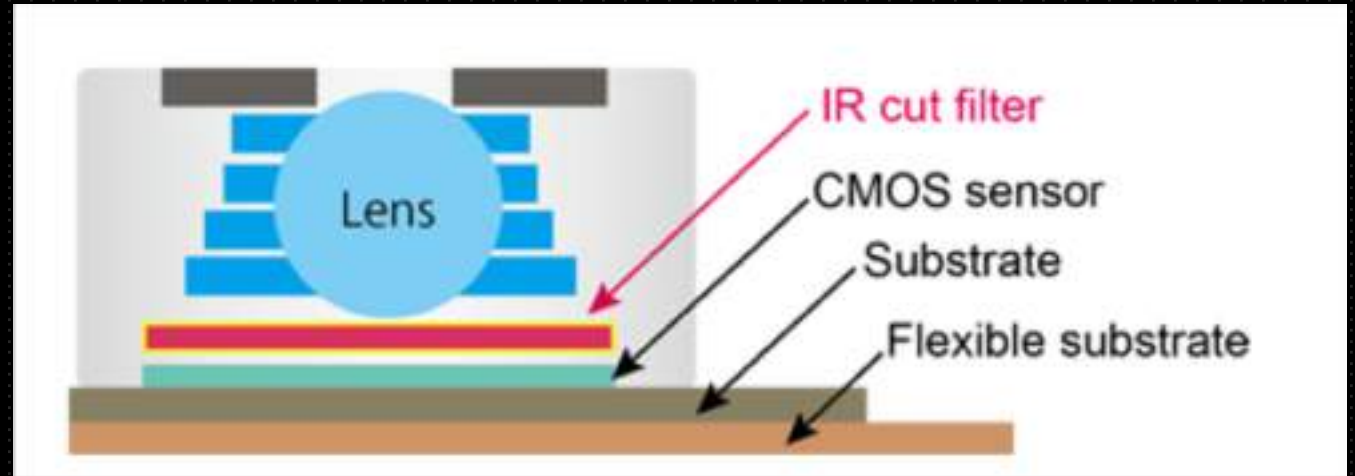 IR cut filter
CMOS sensor
Lens
Substrate
Flexible substrate